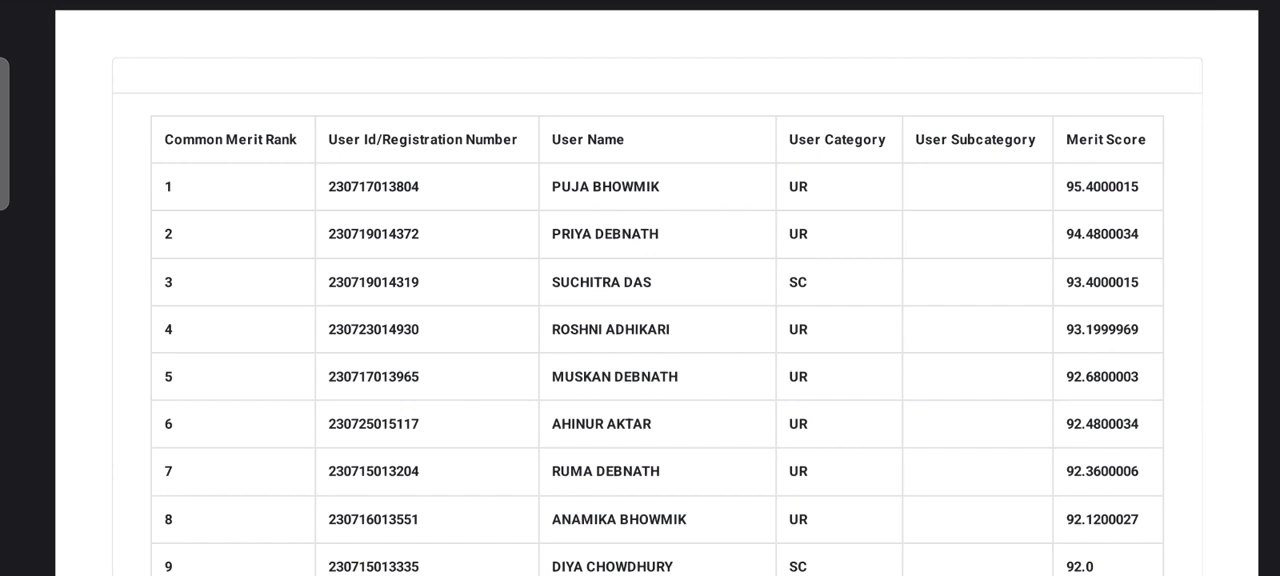 Common Merit Rank User Id/Registration Number User Name User Category User Subcategory Merit Score
1 230717013804 PUJA BHOWMIK UR 95.4000015
2 230719014372 PRIYA DEBNATH UR 94.4800034
3 230719014319 SUCHITRA DAS SC 93.4000015
4 230723014930 ROSHNI ADHIKARI UR 93.1999969
5 230717013965 MUSKAN DEBNATH UR 92.6800003
6 230725015117 AHINUR AKTAR UR 92.4800034
7 230715013204 RUMA DEBNATH UR 92.3600006
8 230716013551 ANAMIKA BHOWMIK UR 92.1200027
9 230715013335 DIYA CHOWDHURY SC 92.0